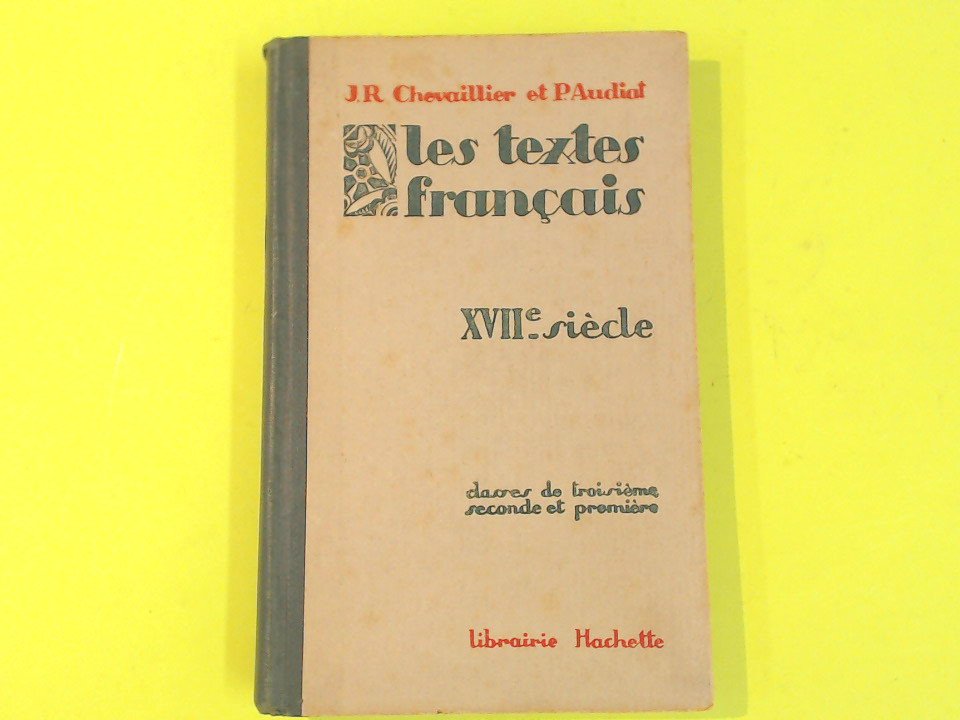 J.R Chevaillier et P.Audiat
les textes
français
XVIIe siècle
classes de troisième
seconde et première
librairie Hachette